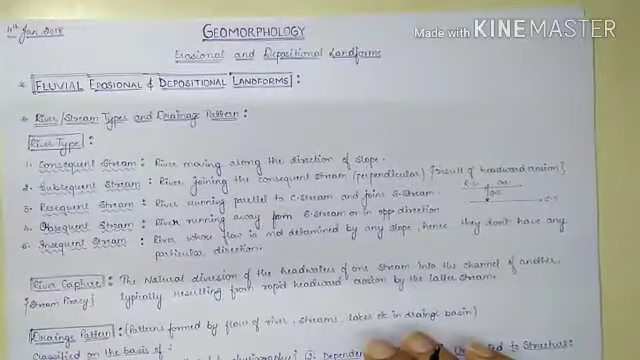 4th Jan 2018
GEOMORPHOLOGY
Made with KINEMASTER
Erosional and Depositional Landforms
* FLUVIAL EROSIONAL & DEPOSITIONAL LANDFORMS :
* River/Stream Types and Drainage Pattern :
River Type :
1. Consequent Stream : River moving along the direction of slope.
2. Subsequent Stream : River joining the consequent stream (perpendicular) {result of headward erosion}
3. Resequent Stream : River running parallel to C-stream and joins S-stream.
4. Obsequent Stream : River running away from C-stream or in opp direction
5. Insequent Stream : River whose flow is not determined by any slope, hence they don't have any
particular direction.
River Capture : The Natural diversion of the headwaters of one stream into the channel of another,
{Stream Piracy} typically resulting from rapid headward erosion by the latter stream.
Drainage Pattern : (Patterns formed by flow of river, streams, lakes etc in drainage basin)
Classified on the basis of : Dependent to Structure: